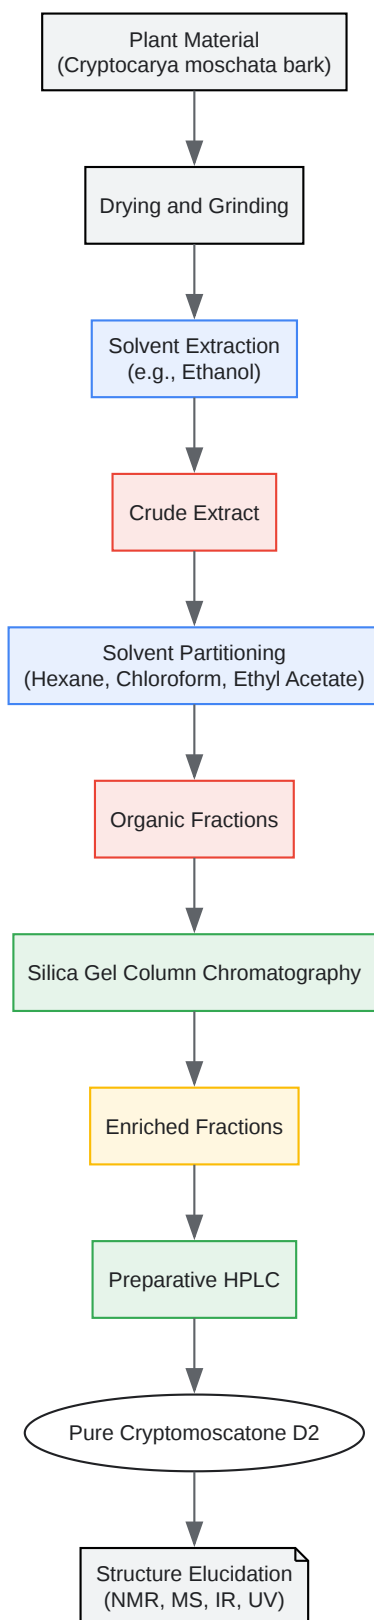 Plant Material
(Cryptocarya moschata bark)
Drying and Grinding
Solvent Extraction
(e.g., Ethanol)
Crude Extract
Solvent Partitioning
(Hexane, Chloroform, Ethyl Acetate)
Organic Fractions
Silica Gel Column Chromatography
Enriched Fractions
Preparative HPLC
Pure Cryptomoscatone D2
Structure Elucidation
(NMR, MS, IR, UV)